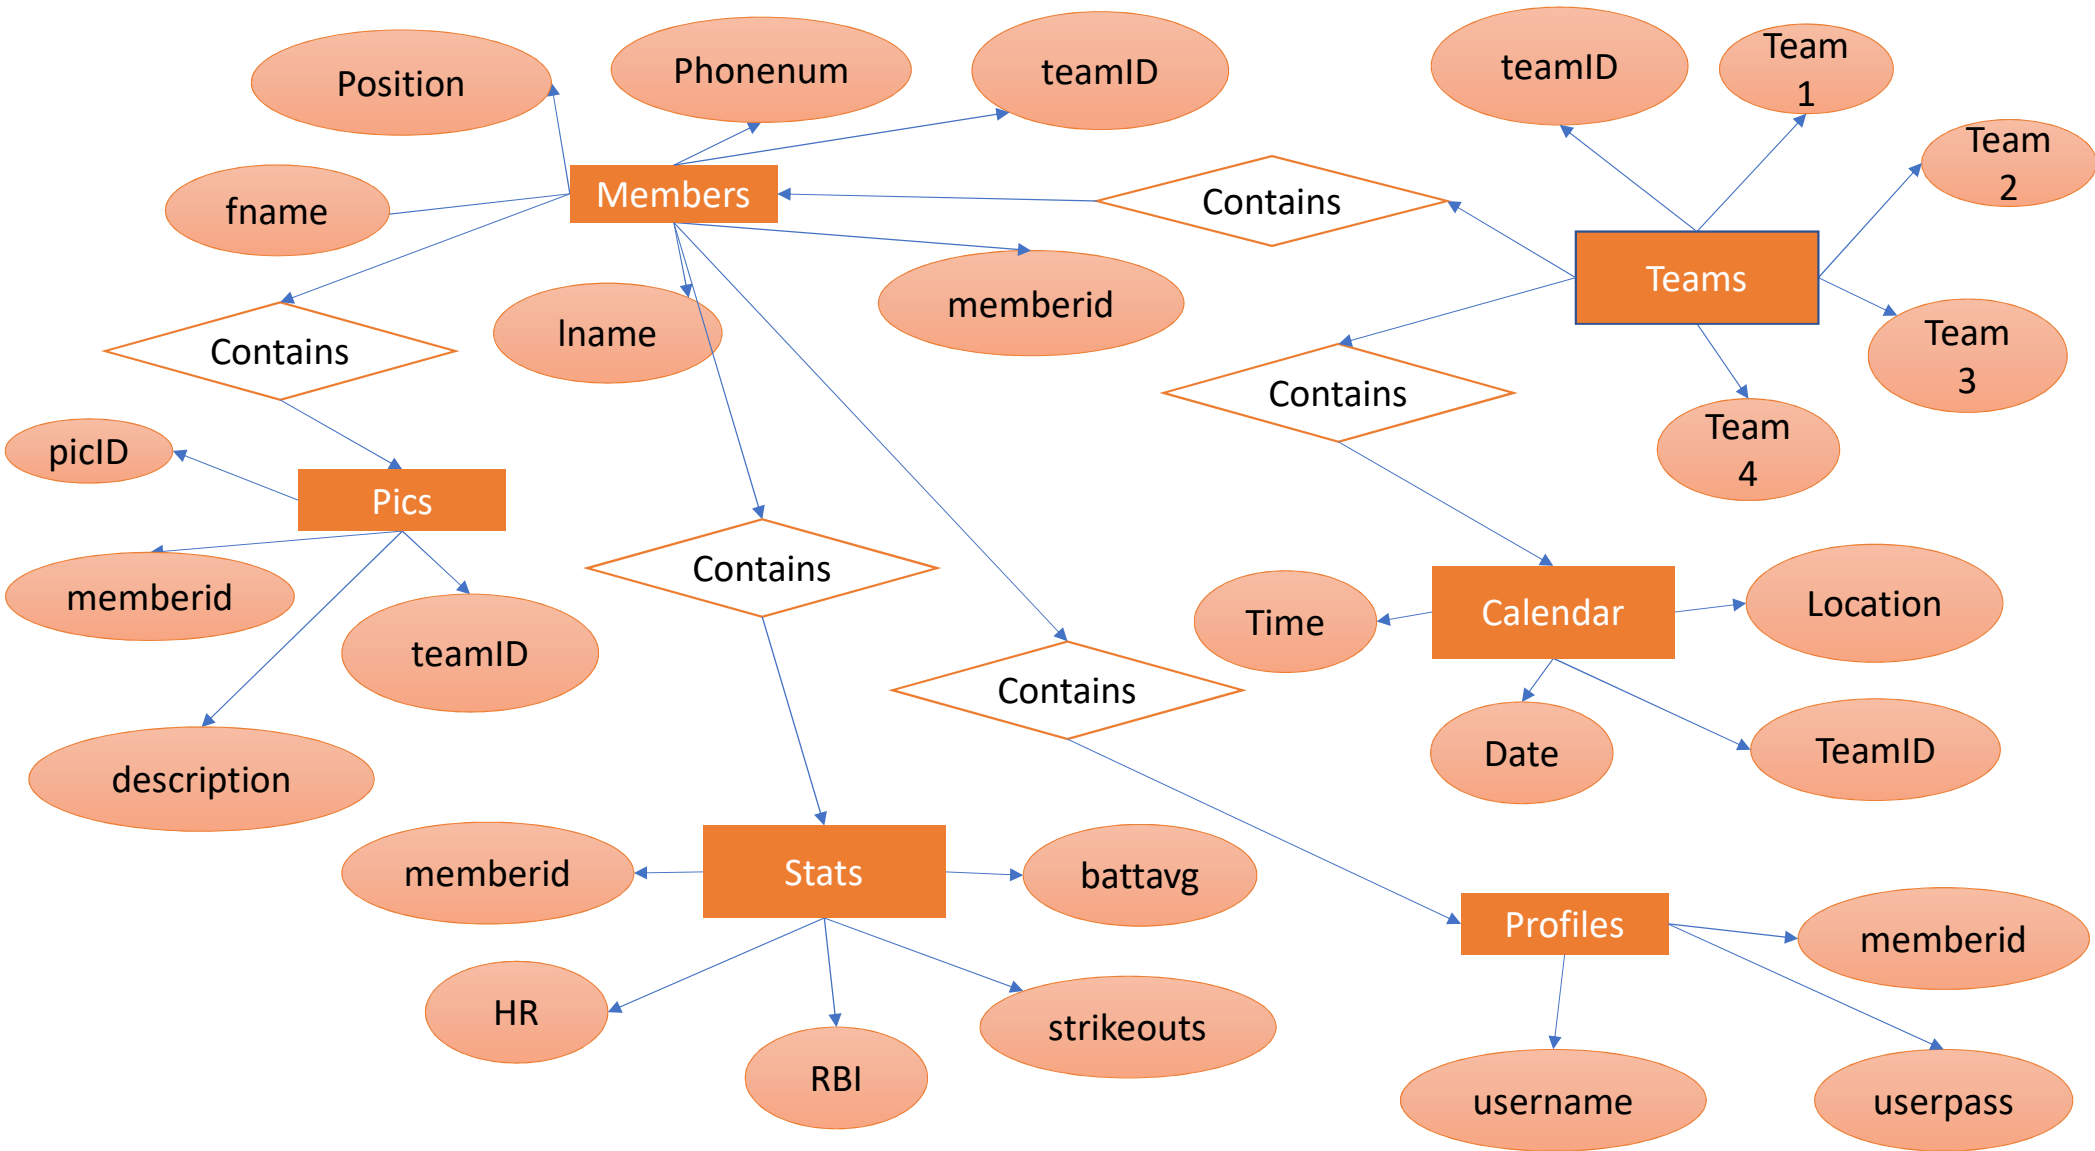 Position
Phonenum
teamID
teamID
Team
1
Team
2
fname
Members
Contains
Teams
memberid
lname
Contains
Contains
Team
3
Team
4
picID
Pics
Contains
memberid
teamID
Time
Calendar
Location
Contains
Date
TeamID
description
memberid
Stats
battavg
Profiles
memberid
HR
RBI
strikeouts
username
userpass